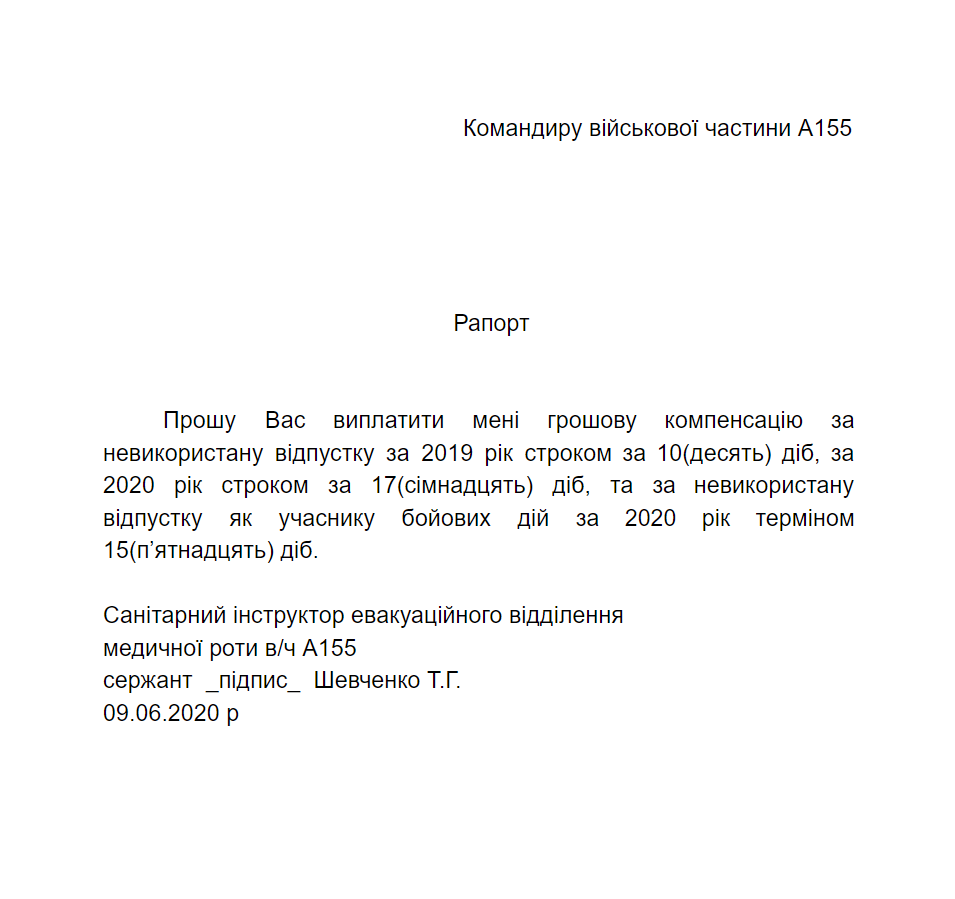 Командиру військової частини А155
Рапорт
Прошу Вас виплатити мені грошову компенсацію за
невикористану відпустку за 2019 рік строком за 10(десять) діб, за
2020 рік строком за 17(сімнадцять) діб, та за невикористану
відпустку як учаснику бойових дій за 2020 рік терміном
15(п’ятнадцять) діб.
Санітарний інструктор евакуаційного відділення
медичної роти в/ч А155
сержант _підпис_ Шевченко Т.Г.
09.06.2020 р